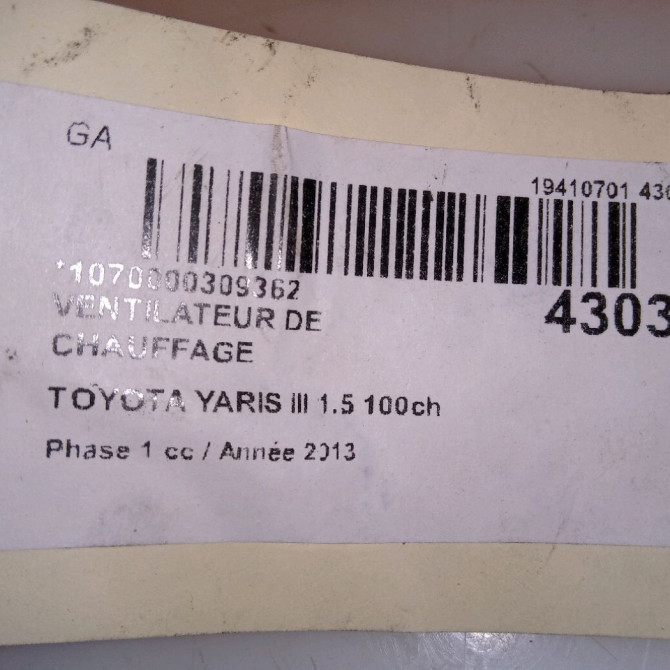 GA
19410701 430
*1070000309362
4303
VENTILATEUR DE
CHAUFFAGE
TOYOTA YARIS III 1.5 100ch
Phase 1 cc / Année 2013